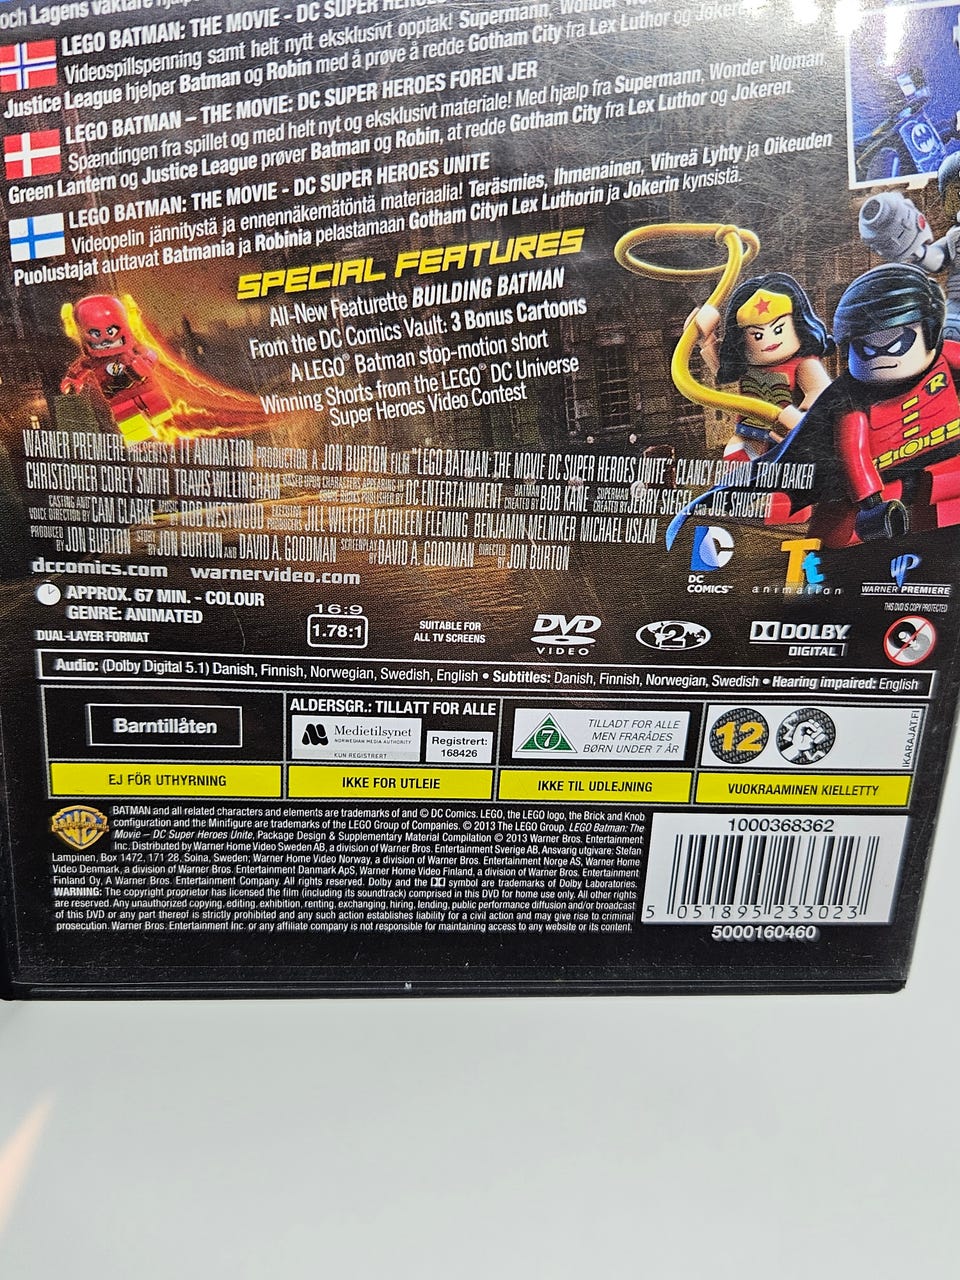 och Lagens väktare
LEGO BATMAN: THE MOVIE - DC SUPER HEROES
Videospillspenning samt helt nytt eksklusivt opptak! Supermann, Wonder
Justice League hjelper Batman og Robin med å prøve å redde Gotham City fra Lex Luthor og Jokeren
LEGO BATMAN – THE MOVIE: DC SUPER HEROES FORENJER
Spændingen fra spillet og med helt nyt og eksklusivt materiale! Med hjælp fra Supermann, Wonder Woman,
Green Lantern og Justice League prøver Batman og Robin, at redde Gotham City fra Lex Luthor og Jokeren.
LEGO BATMAN: THE MOVIE - DC SUPER HEROES UNITE
Videopelin jännitystä ja ennennäkemätöntä materiaalia! Teräsmies, Ihmenainen, Vihreä Lyhty ja Oikeuden
Puolustajat auttavat Batmania ja Robinia pelastamaan Gotham Cityn Lex Luthorin ja Jokerin kynsistä.
SPECIAL FEATURES
All-New Featurette BUILDING BATMAN
From the DC Comics Vault: 3 Bonus Cartoons
A LEGO® Batman stop-motion short
Winning Shorts from the LEGO® DC Universe
Super Heroes Video Contest
WARNER PREMIERE PRESENTS A TT ANIMATION PRODUCTION A JON BURTON FILM "LEGO BATMAN: THE MOVIE DC SUPER HEROES UNITE" CLANCY BROWN TROY BAKER
CHRISTOPHER COREY SMITH TRAVIS WILLINGHAM BASED UPON CHARACTERS APPEARING IN COMIC BOOKS PUBLISHED BY DC ENTERTAINMENT BATMAN CREATED BY BOB KANE SUPERMAN CREATED BY JERRY SIEGEL AND JOE SHUSTER
CASTING AND VOICE DIRECTION BY CAM CLARKE MUSIC BY ROB WESTWOOD EXECUTIVE PRODUCERS JILL WILFERT KATHLEEN FLEMING BENJAMIN MELNIKER MICHAEL USLAN
PRODUCED BY JON BURTON STORY BY JON BURTON AND DAVID A. GOODMAN SCREENPLAY BY DAVID A. GOODMAN DIRECTED BY JON BURTON
dccomics.com warnervideo.com
DC COMICS™
Tt animation
WP WARNER PREMIERE
THIS DVD IS COPY PROTECTED
APPROX. 67 MIN. - COLOUR
GENRE: ANIMATED
DUAL-LAYER FORMAT
16:9
1.78:1
SUITABLE FOR
ALL TV SCREENS
DVD
VIDEO
2
DOLBY
DIGITAL
Audio: (Dolby Digital 5.1) Danish, Finnish, Norwegian, Swedish, English • Subtitles: Danish, Finnish, Norwegian, Swedish • Hearing impaired: English
Barntillåten
ALDERSGR.: TILLATT FOR ALLE
Medietilsynet
NORWEGIAN MEDIA AUTHORITY
KUN REGISTRERT
Registrert:
168426
7
TILLADT FOR ALLE
MEN FRARÅDES
BØRN UNDER 7 ÅR
12
IKARAJAT.FI
EJ FÖR UTHYRNING
IKKE FOR UTLEIE
IKKE TIL UDLEJNING
VUOKRAAMINEN KIELLETTY
BATMAN and all related characters and elements are trademarks of and © DC Comics. LEGO, the LEGO logo, the Brick and Knob
configuration and the Minifigure are trademarks of the LEGO Group of Companies. © 2013 The LEGO Group. LEGO Batman: The
Movie – DC Super Heroes Unite, Package Design & Supplementary Material Compilation © 2013 Warner Bros. Entertainment
Inc. Distributed by Warner Home Video Sweden AB, a division of Warner Bros. Entertainment Sverige AB, Ansvarig utgivare: Stefan
Lampinen, Box 1472, 171 28, Solna, Sweden; Warner Home Video Norway, a division of Warner Bros. Entertainment Norge AS, Warner Home
Video Denmark, a division of Warner Bros. Entertainment Danmark ApS, Warner Home Video Finland, a division of Warner Bros. Entertainment
Finland Oy, A Warner Bros. Entertainment Company. All rights reserved. Dolby and the DD symbol are trademarks of Dolby Laboratories.
WARNING: The copyright proprietor has licensed the film (including its soundtrack) comprised in this DVD for home use only. All other rights
are reserved. Any unauthorized copying, editing, exhibition, renting, exchanging, hiring, lending, public performance diffusion and/or broadcast
of this DVD or any part thereof is strictly prohibited and any such action establishes liability for a civil action and may give rise to criminal
prosecution. Warner Bros. Entertainment Inc. or any affiliate company is not responsible for maintaining access to any website or its content.
1000368362
5 051895 233023
5000160460